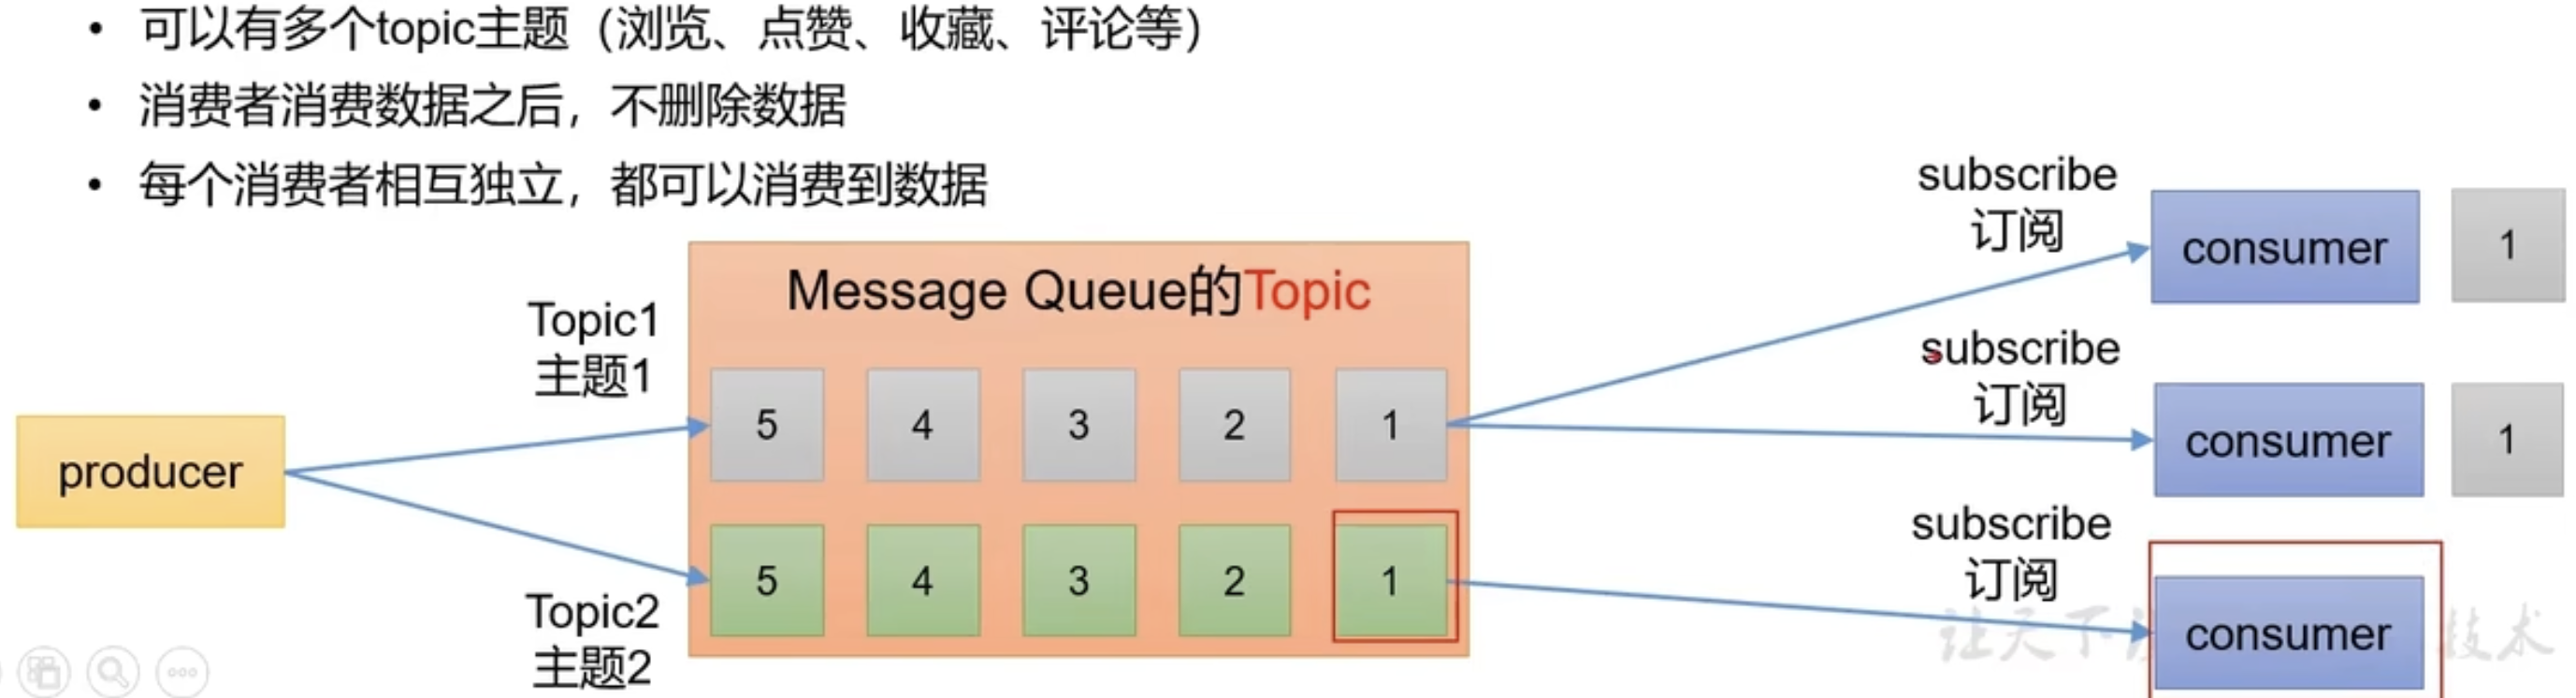 • 可以有多个topic主题（浏览、点赞、收藏、评论等）
• 消费者消费数据之后，不删除数据
• 每个消费者相互独立，都可以消费到数据
Message Queue的Topic
Topic1
主题1
5 4 3 2 1
producer
Topic2
主题2
5 4 3 2 1
subscribe
订阅
consumer 1
subscribe
订阅
consumer 1
subscribe
订阅
consumer
让天下 技术